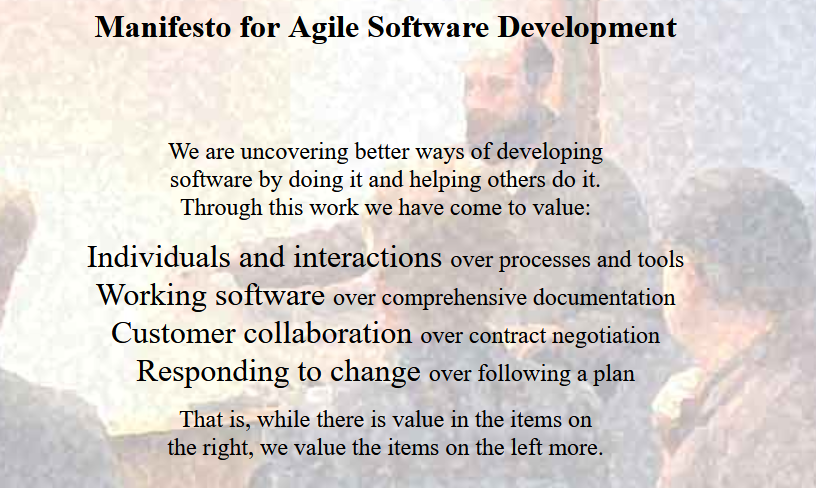 Manifesto for Agile Software Development
We are uncovering better ways of developing
software by doing it and helping others do it.
Through this work we have come to value:
Individuals and interactions over processes and tools
Working software over comprehensive documentation
Customer collaboration over contract negotiation
Responding to change over following a plan
That is, while there is value in the items on
the right, we value the items on the left more.